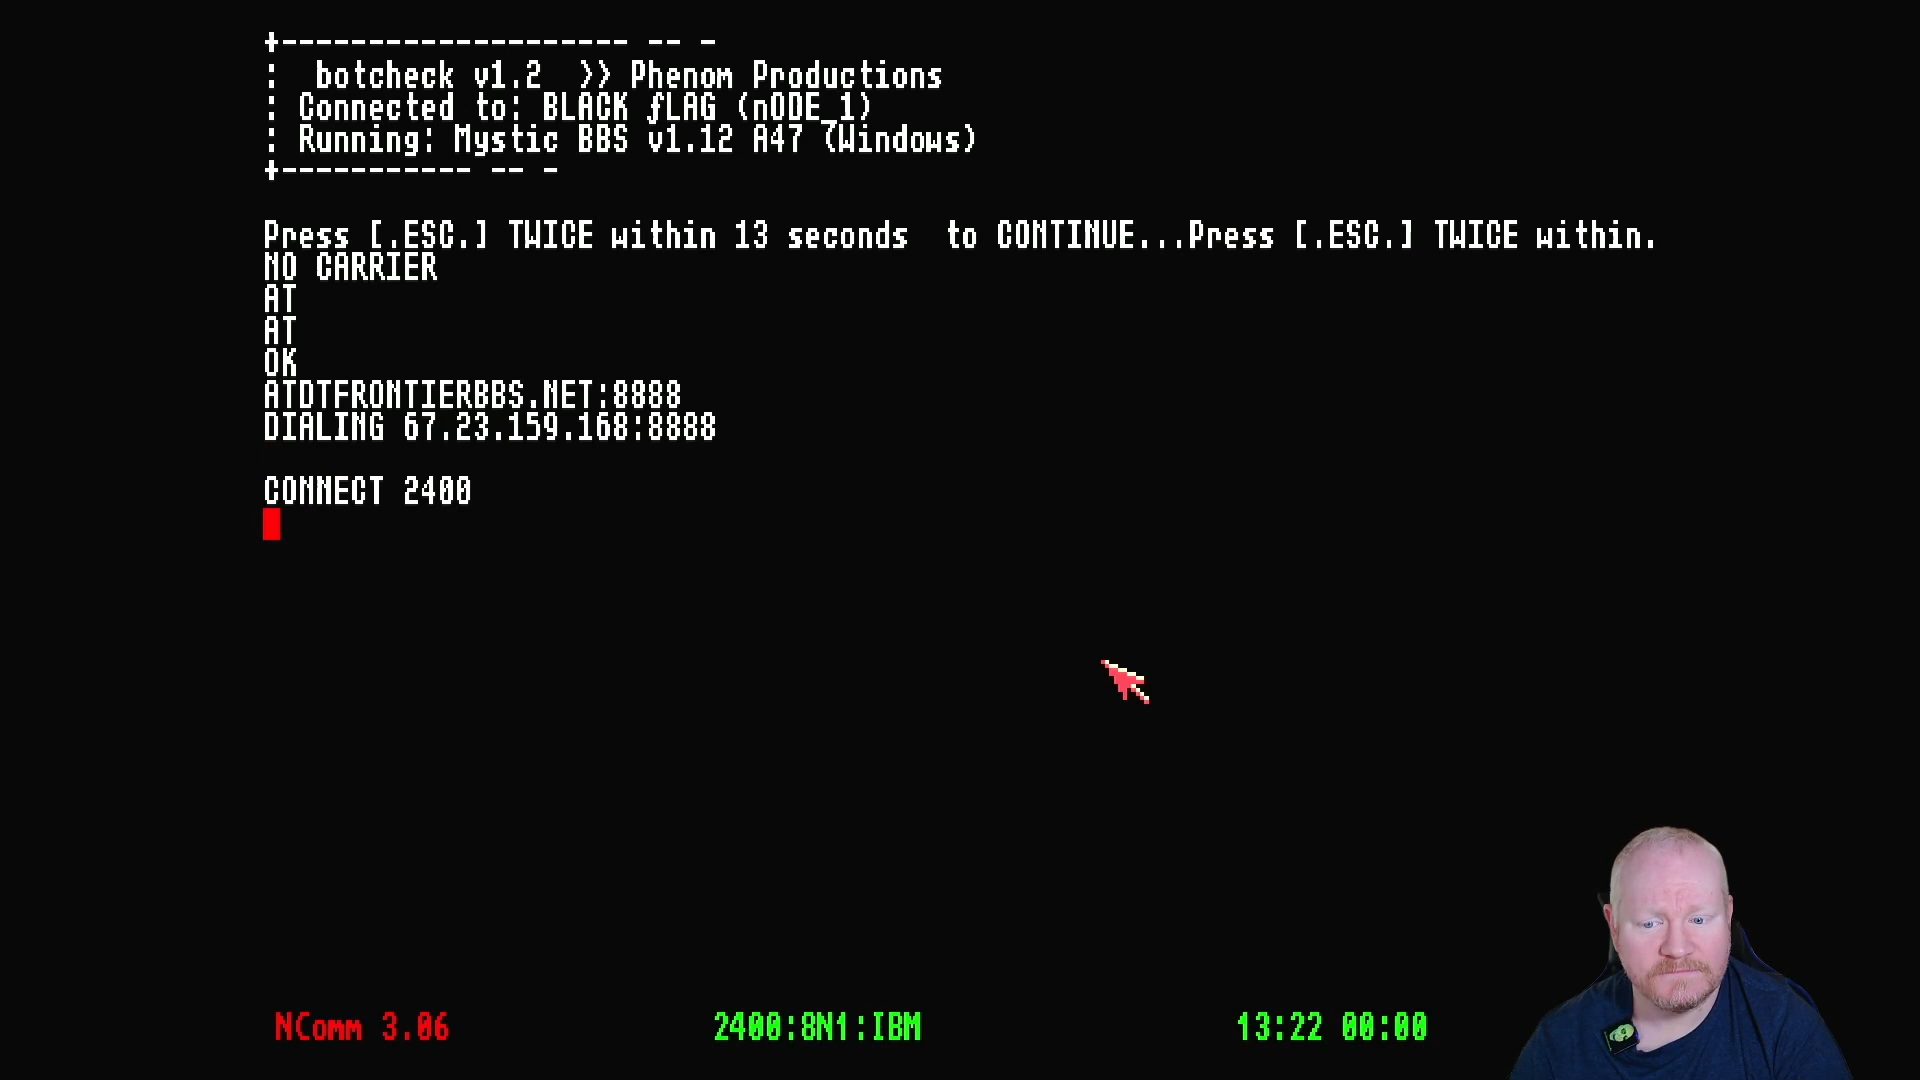 +-------------------- -- -
:  botcheck v1.2  >> Phenom Productions
: Connected to: BLACK ƒLAG (nODE_1)
: Running: Mystic BBS v1.12 A47 (Windows)
+----------- -- -
Press [.ESC.] TWICE within 13 seconds  to CONTINUE...Press [.ESC.] TWICE within.
NO CARRIER
AT
AT
OK
ATDTFRONTIERBBS.NET:8888
DIALING 67.23.159.168:8888
CONNECT 2400
NComm 3.06 2400:8N1:IBM 13:22 00:00